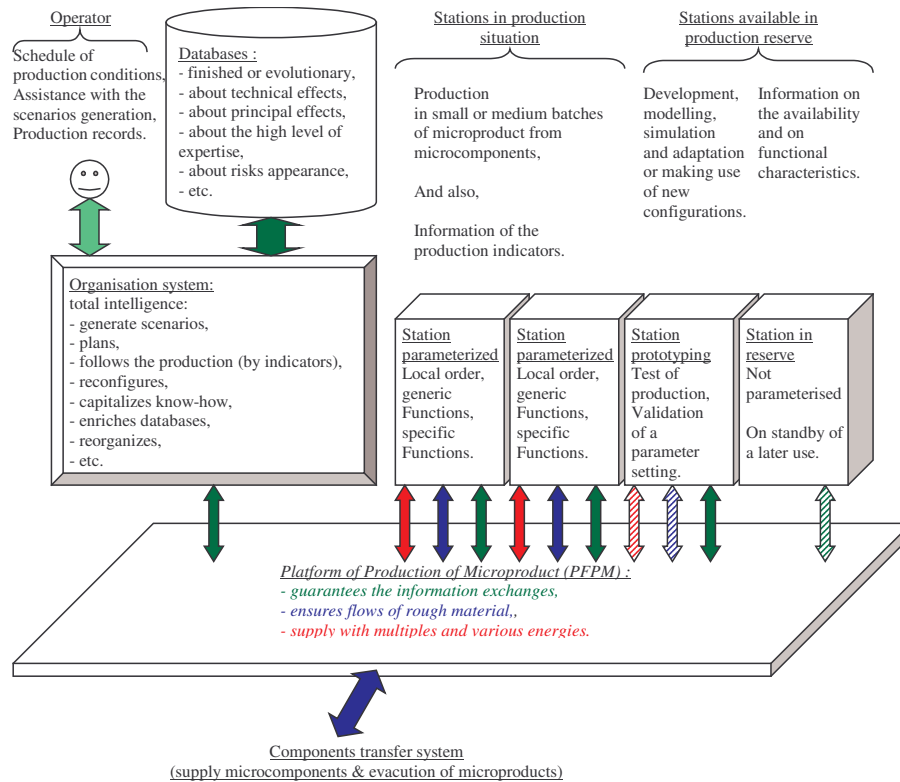 Operator
Schedule of
production conditions,
Assistance with the
scenarios generation,
Production records.
Databases :
- finished or evolutionary,
- about technical effects,
- about principal effects,
- about the high level of
expertise,
- about risks appearance,
- etc.
Stations in production
situation
Production
in small or medium batches
of microproduct from
microcomponents,
And also,
Information of the
production indicators.
Stations available in
production reserve
Development,
modelling,
simulation
and adaptation
or making use
of new
configurations.
Information on
the availability
and on
functional
characteristics.
Organisation system:
total intelligence:
- generate scenarios,
- plans,
- follows the production (by indicators),
- reconfigures,
- capitalizes know-how,
- enriches databases,
- reorganizes,
- etc.
Station
parameterized
Local order,
generic
Functions,
specific
Functions.
Station
parameterized
Local order,
generic
Functions,
specific
Functions.
Station
prototyping
Test of
production,
Validation
of a
parameter
setting.
Station in
reserve
Not
parameterised
On standby of
a later use.
Platform of Production of Microproduct (PFPM) :
- guarantees the information exchanges,
- ensures flows of rough material,,
- supply with multiples and various energies.
Components transfer system
(supply microcomponents & evacution of microproducts)